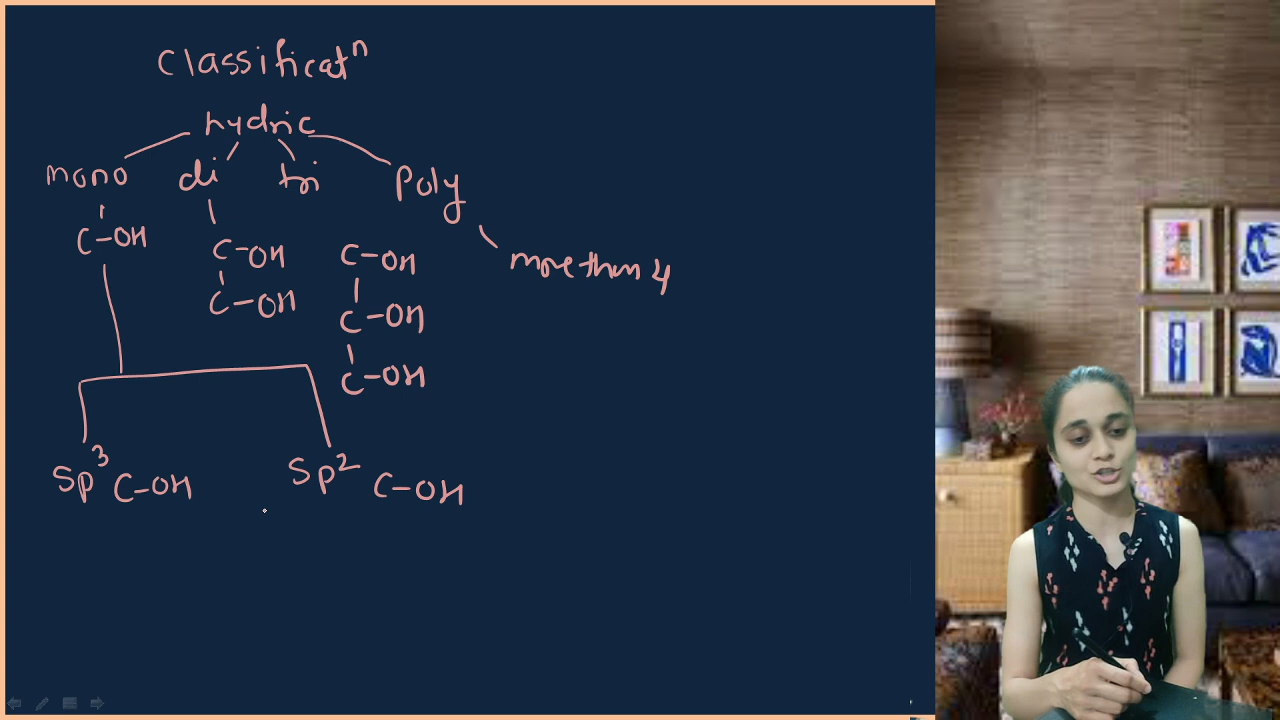 Classificatⁿ
hydric
mono di tri Poly
C-OH
C-OH
C-OH
C-OH
C-OH
C-OH
more than 4
Sp³ C-OH
Sp² C-OH